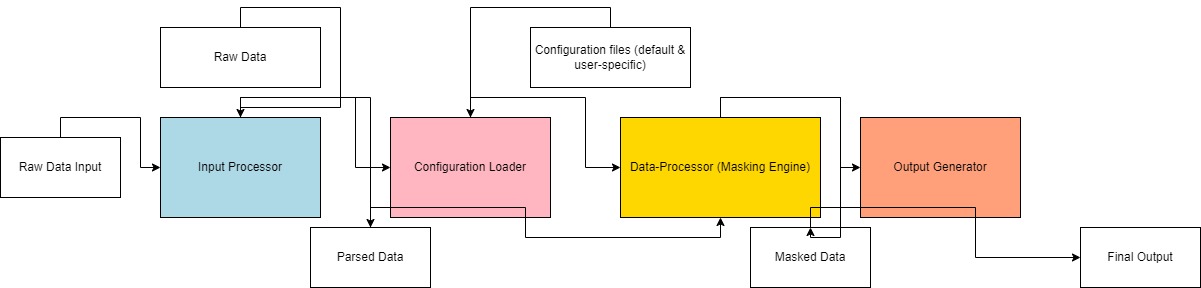 Raw Data
Configuration files (default &
user-specific)
Raw Data Input
Input Processor
Configuration Loader
Data-Processor (Masking Engine)
Output Generator
Parsed Data
Masked Data
Final Output